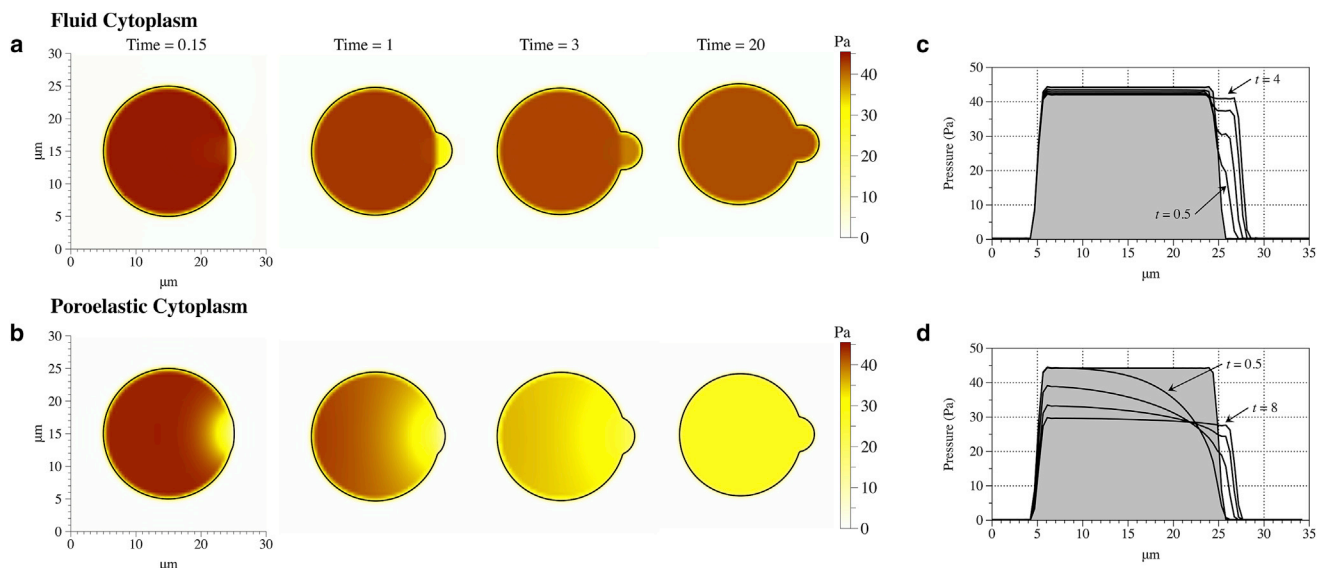 Fluid Cytoplasm
a
Time = 0.15
Time = 1
Time = 3
Time = 20
Pa
30
25
20
15
10
5
0
µm
0
10
20
30
µm
40
30
20
10
0
c
50
40
30
20
10
0
Pressure (Pa)
t = 4
t = 0.5
0
5
10
15
20
25
30
35
µm
Poroelastic Cytoplasm
b
Pa
30
25
20
15
10
5
0
µm
0
10
20
30
µm
40
30
20
10
0
d
50
40
30
20
10
0
Pressure (Pa)
t = 0.5
t = 8
0
5
10
15
20
25
30
35
µm